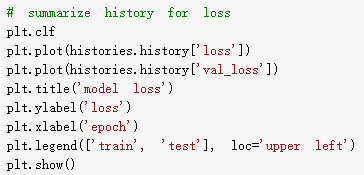 # summarize history for loss
plt.clf
plt.plot(histories.history['loss'])
plt.plot(histories.history['val_loss'])
plt.title('model loss')
plt.ylabel('loss')
plt.xlabel('epoch')
plt.legend(['train', 'test'], loc='upper left')
plt.show()